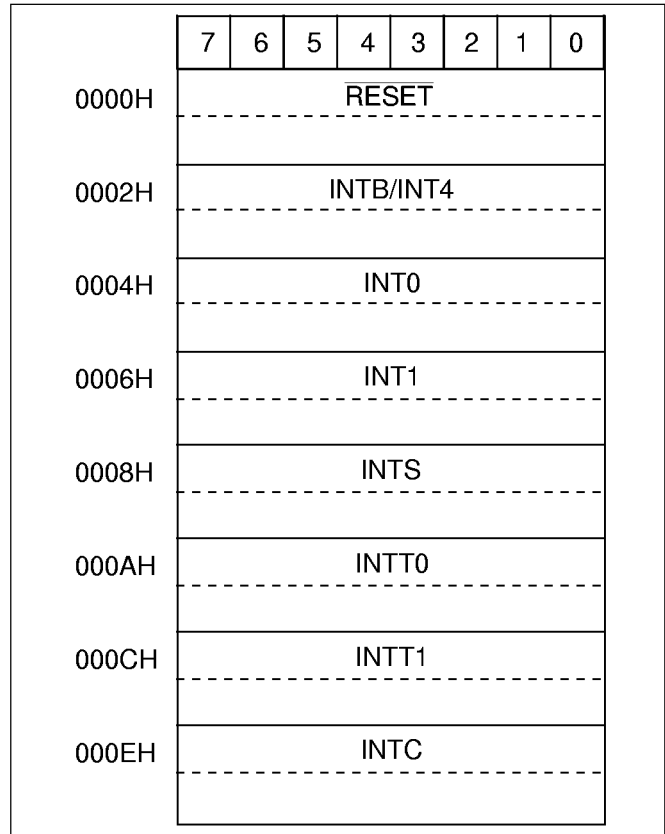 7 6 5 4 3 2 1 0
0000H RESET
0002H INTB/INT4
0004H INT0
0006H INT1
0008H INTS
000AH INTT0
000CH INTT1
000EH INTC